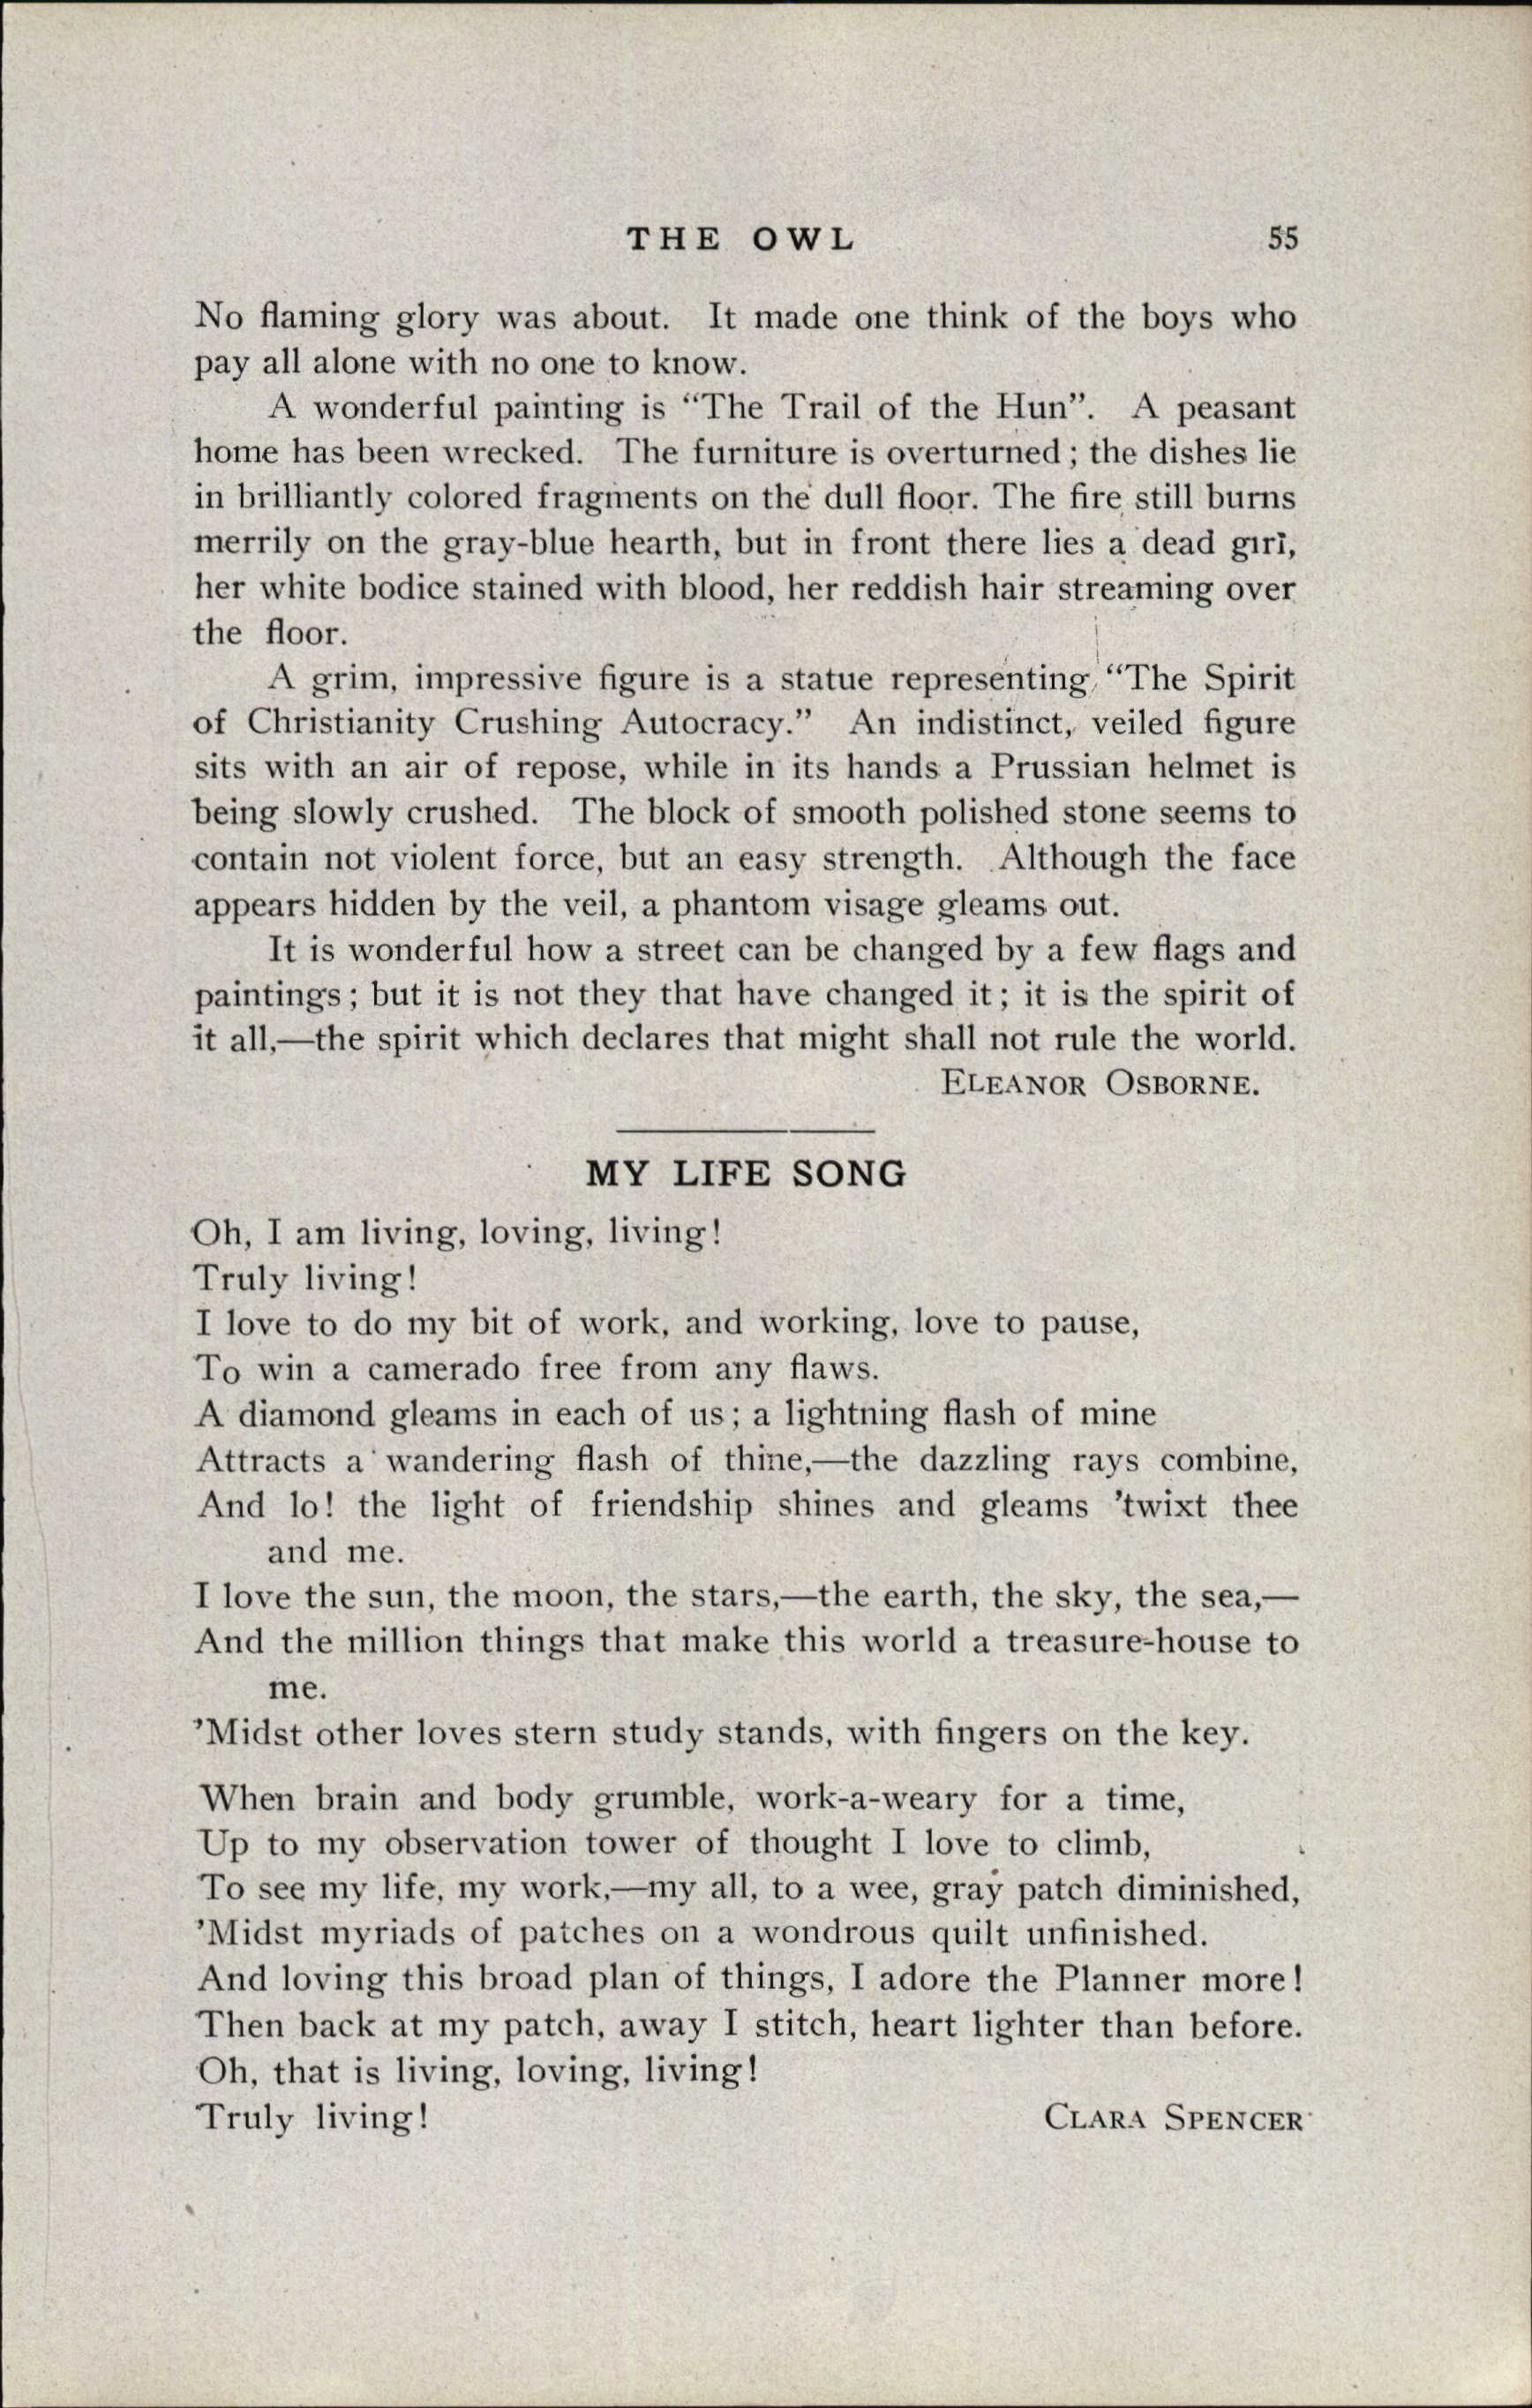 THE OWL 55
No flaming glory was about. It made one think of the boys who
pay all alone with no one to know.
A wonderful painting is “The Trail of the Hun”. A peasant
home has been wrecked. The furniture is overturned; the dishes lie
in brilliantly colored fragments on the dull floor. The fire still burns
merrily on the gray-blue hearth, but in front there lies a dead girl,
her white bodice stained with blood, her reddish hair streaming over
the floor.
A grim, impressive figure is a statue representing “The Spirit
of Christianity Crushing Autocracy.” An indistinct, veiled figure
sits with an air of repose, while in its hands a Prussian helmet is
being slowly crushed. The block of smooth polished stone seems to
contain not violent force, but an easy strength. Although the face
appears hidden by the veil, a phantom visage gleams out.
It is wonderful how a street can be changed by a few flags and
paintings; but it is not they that have changed it; it is the spirit of
it all,—the spirit which declares that might shall not rule the world.
ELEANOR OSBORNE.
MY LIFE SONG
Oh, I am living, loving, living!
Truly living!
I love to do my bit of work, and working, love to pause,
To win a camerado free from any flaws.
A diamond gleams in each of us; a lightning flash of mine
Attracts a wandering flash of thine,—the dazzling rays combine,
And lo! the light of friendship shines and gleams ’twixt thee
and me.
I love the sun, the moon, the stars,—the earth, the sky, the sea,—
And the million things that make this world a treasure-house to
me.
’Midst other loves stern study stands, with fingers on the key.
When brain and body grumble, work-a-weary for a time,
Up to my observation tower of thought I love to climb,
To see my life, my work,—my all, to a wee, gray patch diminished,
’Midst myriads of patches on a wondrous quilt unfinished.
And loving this broad plan of things, I adore the Planner more!
Then back at my patch, away I stitch, heart lighter than before.
Oh, that is living, loving, living!
Truly living! CLARA SPENCER